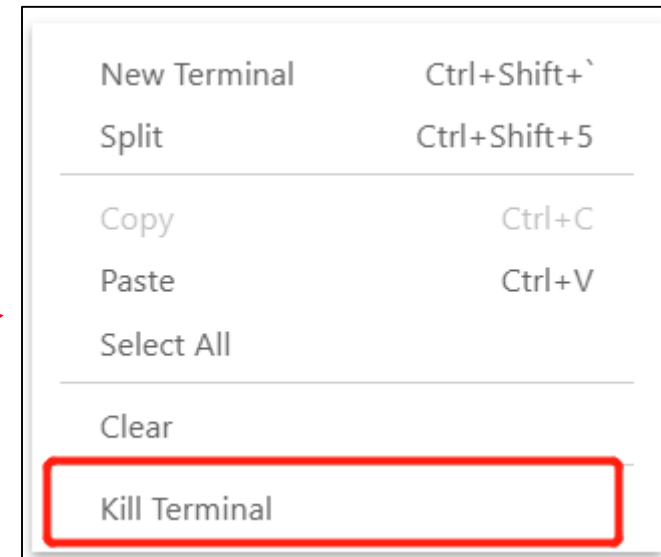 New Terminal Ctrl+Shift+`
Split Ctrl+Shift+5
Copy Ctrl+C
Paste Ctrl+V
Select All
Clear
Kill Terminal